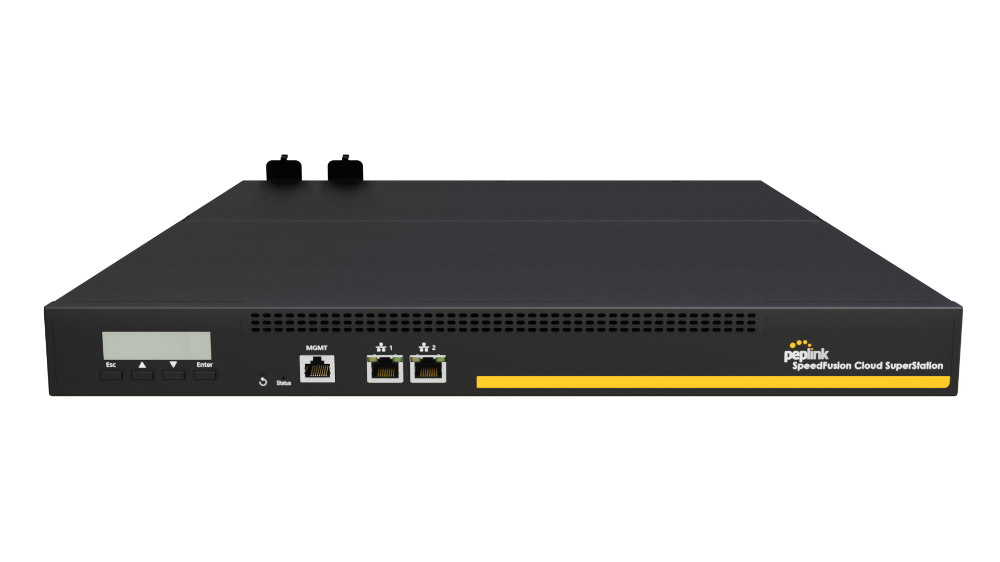 MGMT
1
2
Esc
Enter
Status
peplink
SpeedFusion Cloud SuperStation